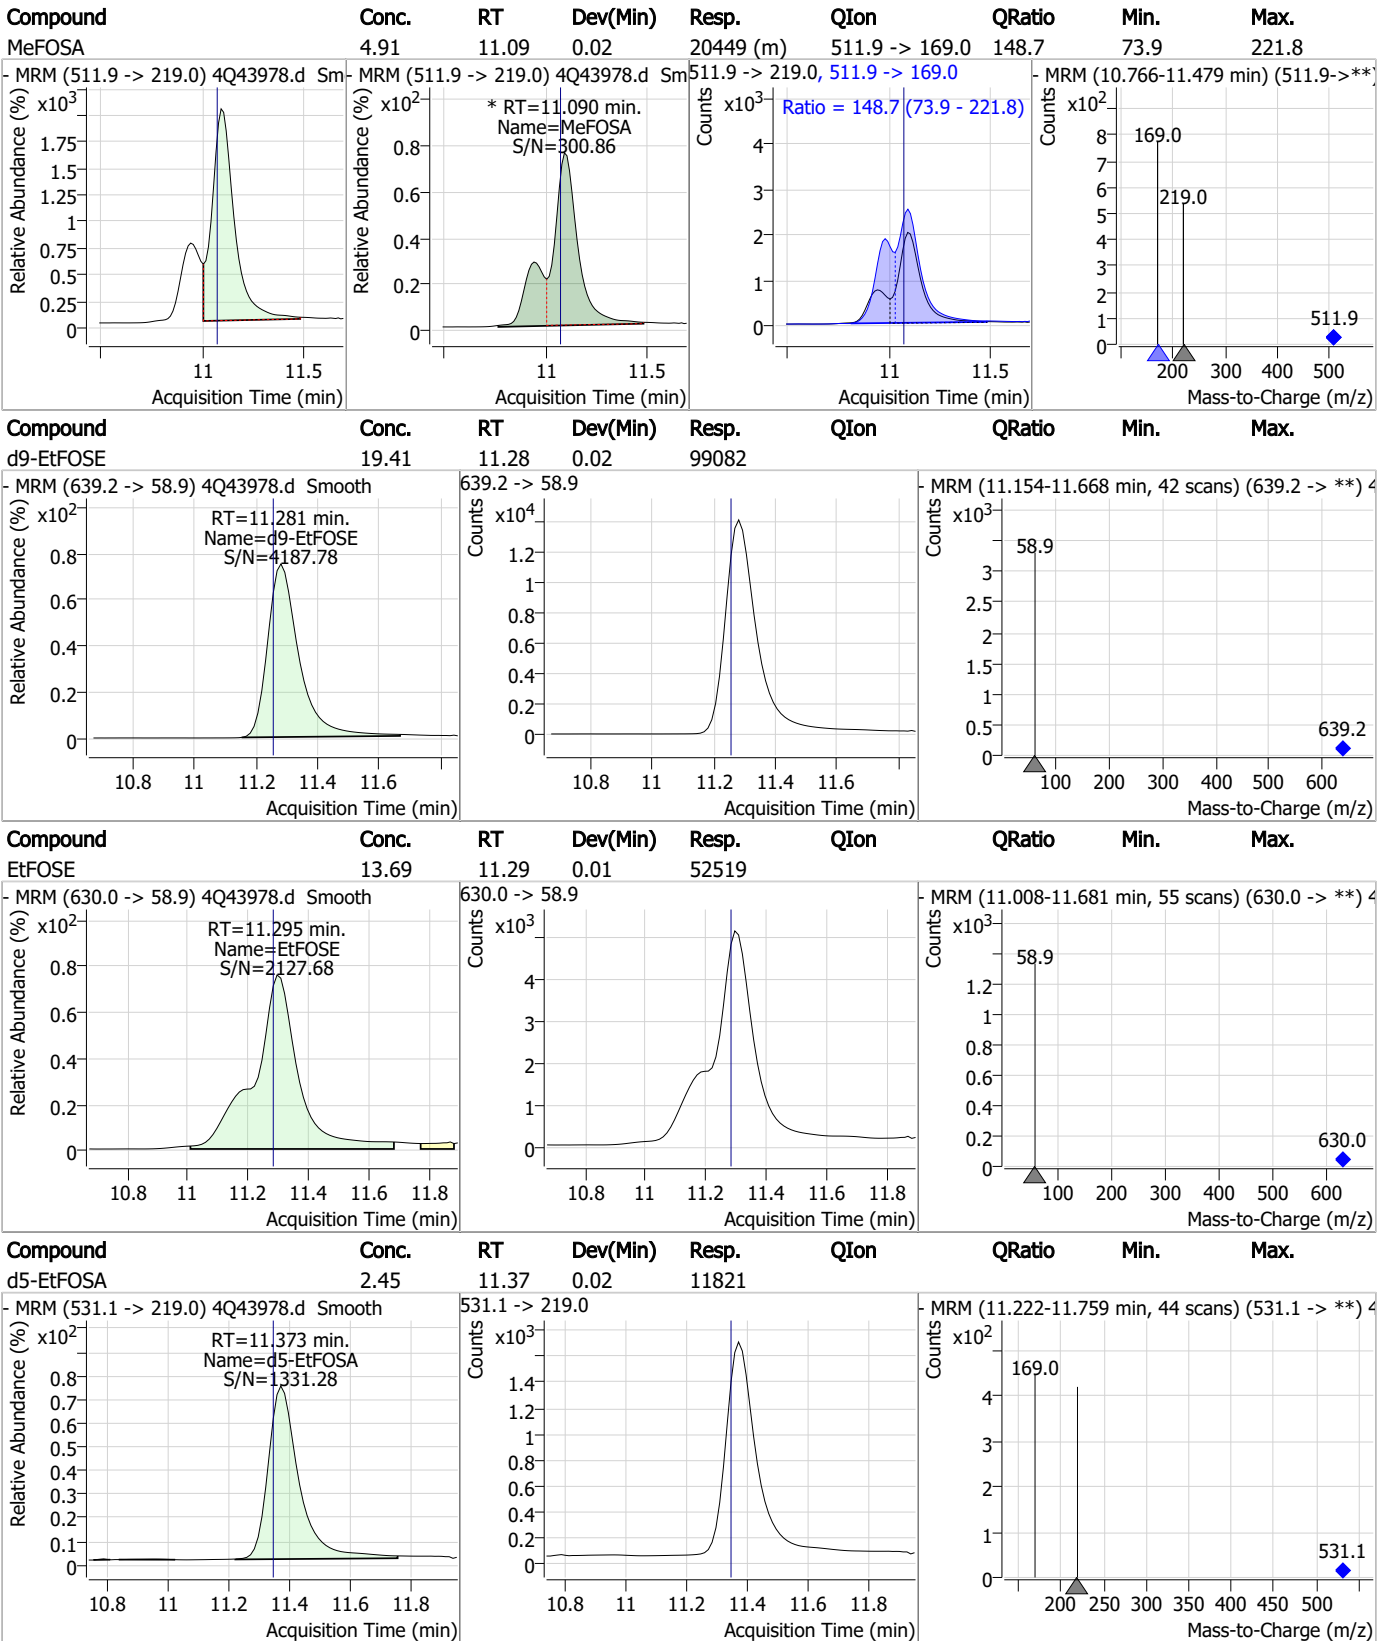 Compound Conc. RT Dev(Min) Resp. QIon QRatio Min. Max.
MeFOSA 4.91 11.09 0.02 20449 (m) 511.9 -> 169.0 148.7 73.9 221.8
- MRM (511.9 -> 219.0) 4Q43978.d Sm
x10³
Relative Abundance (%)
1.75
1.5
1.25
1
0.75
0.5
0.25
0
11 11.5
Acquisition Time (min)
- MRM (511.9 -> 219.0) 4Q43978.d Sm
x10²
* RT=11.090 min.
Name=MeFOSA
S/N=300.86
Relative Abundance (%)
0.8
0.6
0.4
0.2
0
11 11.5
Acquisition Time (min)
511.9 -> 219.0, 511.9 -> 169.0
x10³
Ratio = 148.7 (73.9 - 221.8)
Counts
4
3
2
1
0
11 11.5
Acquisition Time (min)
- MRM (10.766-11.479 min) (511.9->**)
x10²
Counts
8
7
6
5
4
3
2
1
0
169.0
219.0
511.9
200 300 400 500
Mass-to-Charge (m/z)
Compound Conc. RT Dev(Min) Resp. QIon QRatio Min. Max.
d9-EtFOSE 19.41 11.28 0.02 99082
- MRM (639.2 -> 58.9) 4Q43978.d Smooth
x10²
RT=11.281 min.
Name=d9-EtFOSE
S/N=4187.78
Relative Abundance (%)
0.8
0.6
0.4
0.2
0
10.8 11 11.2 11.4 11.6
Acquisition Time (min)
639.2 -> 58.9
x10⁴
Counts
1.2
1
0.8
0.6
0.4
0.2
0
10.8 11 11.2 11.4 11.6 11.8
Acquisition Time (min)
- MRM (11.154-11.668 min, 42 scans) (639.2 -> **) 4
x10³
Counts
3
2.5
2
1.5
1
0.5
0
58.9
639.2
100 200 300 400 500 600
Mass-to-Charge (m/z)
Compound Conc. RT Dev(Min) Resp. QIon QRatio Min. Max.
EtFOSE 13.69 11.29 0.01 52519
- MRM (630.0 -> 58.9) 4Q43978.d Smooth
x10²
RT=11.295 min.
Name=EtFOSE
S/N=2127.68
Relative Abundance (%)
0.8
0.6
0.4
0.2
0
10.8 11 11.2 11.4 11.6 11.8
Acquisition Time (min)
630.0 -> 58.9
x10³
Counts
4
3
2
1
0
10.8 11 11.2 11.4 11.6 11.8
Acquisition Time (min)
- MRM (11.008-11.681 min, 55 scans) (630.0 -> **) 4
x10³
Counts
1.2
1
0.8
0.6
0.4
0.2
0
58.9
630.0
100 200 300 400 500 600
Mass-to-Charge (m/z)
Compound Conc. RT Dev(Min) Resp. QIon QRatio Min. Max.
d5-EtFOSA 2.45 11.37 0.02 11821
- MRM (531.1 -> 219.0) 4Q43978.d Smooth
x10²
RT=11.373 min.
Name=d5-EtFOSA
S/N=1331.28
Relative Abundance (%)
0.8
0.7
0.6
0.5
0.4
0.3
0.2
0.1
0
10.8 11 11.2 11.4 11.6 11.8
Acquisition Time (min)
531.1 -> 219.0
x10³
Counts
1.4
1.2
1
0.8
0.6
0.4
0.2
0
10.8 11 11.2 11.4 11.6 11.8
Acquisition Time (min)
- MRM (11.222-11.759 min, 44 scans) (531.1 -> **) 4
x10²
Counts
4
3
2
1
0
169.0
531.1
200 250 300 350 400 450 500
Mass-to-Charge (m/z)